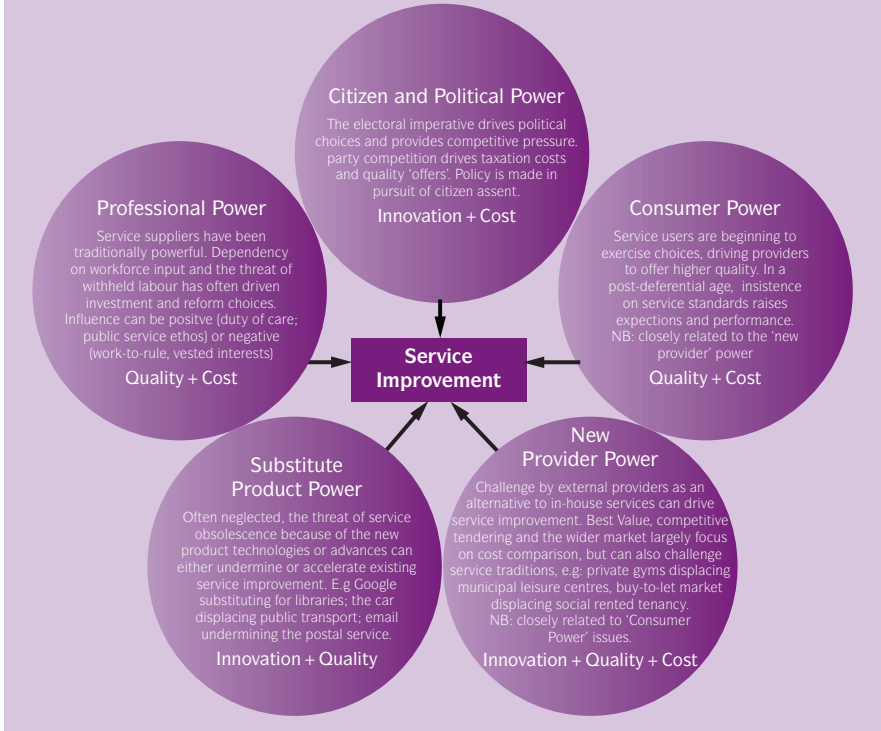 Citizen and Political Power
The electoral imperative drives political
choices and provides competitive pressure.
party competition drives taxation costs
and quality ‘offers’. Policy is made in
pursuit of citizen assent.
Innovation + Cost
Professional Power
Service suppliers have been
traditionally powerful. Dependency
on workforce input and the threat of
withheld labour has often driven
investment and reform choices.
Influence can be positve (duty of care;
public service ethos) or negative
(work-to-rule, vested interests)
Quality + Cost
Consumer Power
Service users are beginning to
exercise choices, driving providers
to offer higher quality. In a
post-deferential age, insistence
on service standards raises
expections and performance.
NB: closely related to the ‘new
provider’ power
Quality + Cost
Service
Improvement
Substitute
Product Power
Often neglected, the threat of service
obsolescence because of the new
product technologies or advances can
either undermine or accelerate existing
service improvement. E.g Google
substituting for libraries; the car
displacing public transport; email
undermining the postal service.
Innovation + Quality
New
Provider Power
Challenge by external providers as an
alternative to in-house services can drive
service improvement. Best Value, competitive
tendering and the wider market largely focus
on cost comparison, but can also challenge
service traditions, e.g: private gyms displacing
municipal leisure centres, buy-to-let market
displacing social rented tenancy.
NB: closely related to ‘Consumer
Power’ issues.
Innovation + Quality + Cost